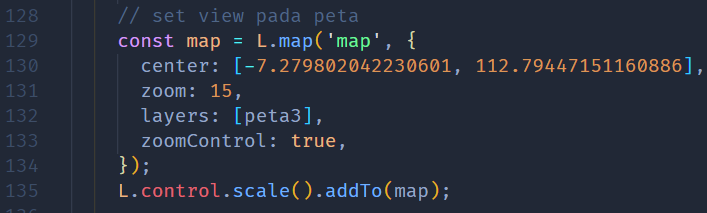 128 // set view pada peta
129 const map = L.map('map', {
130 center: [-7.279802042230601, 112.79447151160886],
131 zoom: 15,
132 layers: [peta3],
133 zoomControl: true,
134 });
135 L.control.scale().addTo(map);